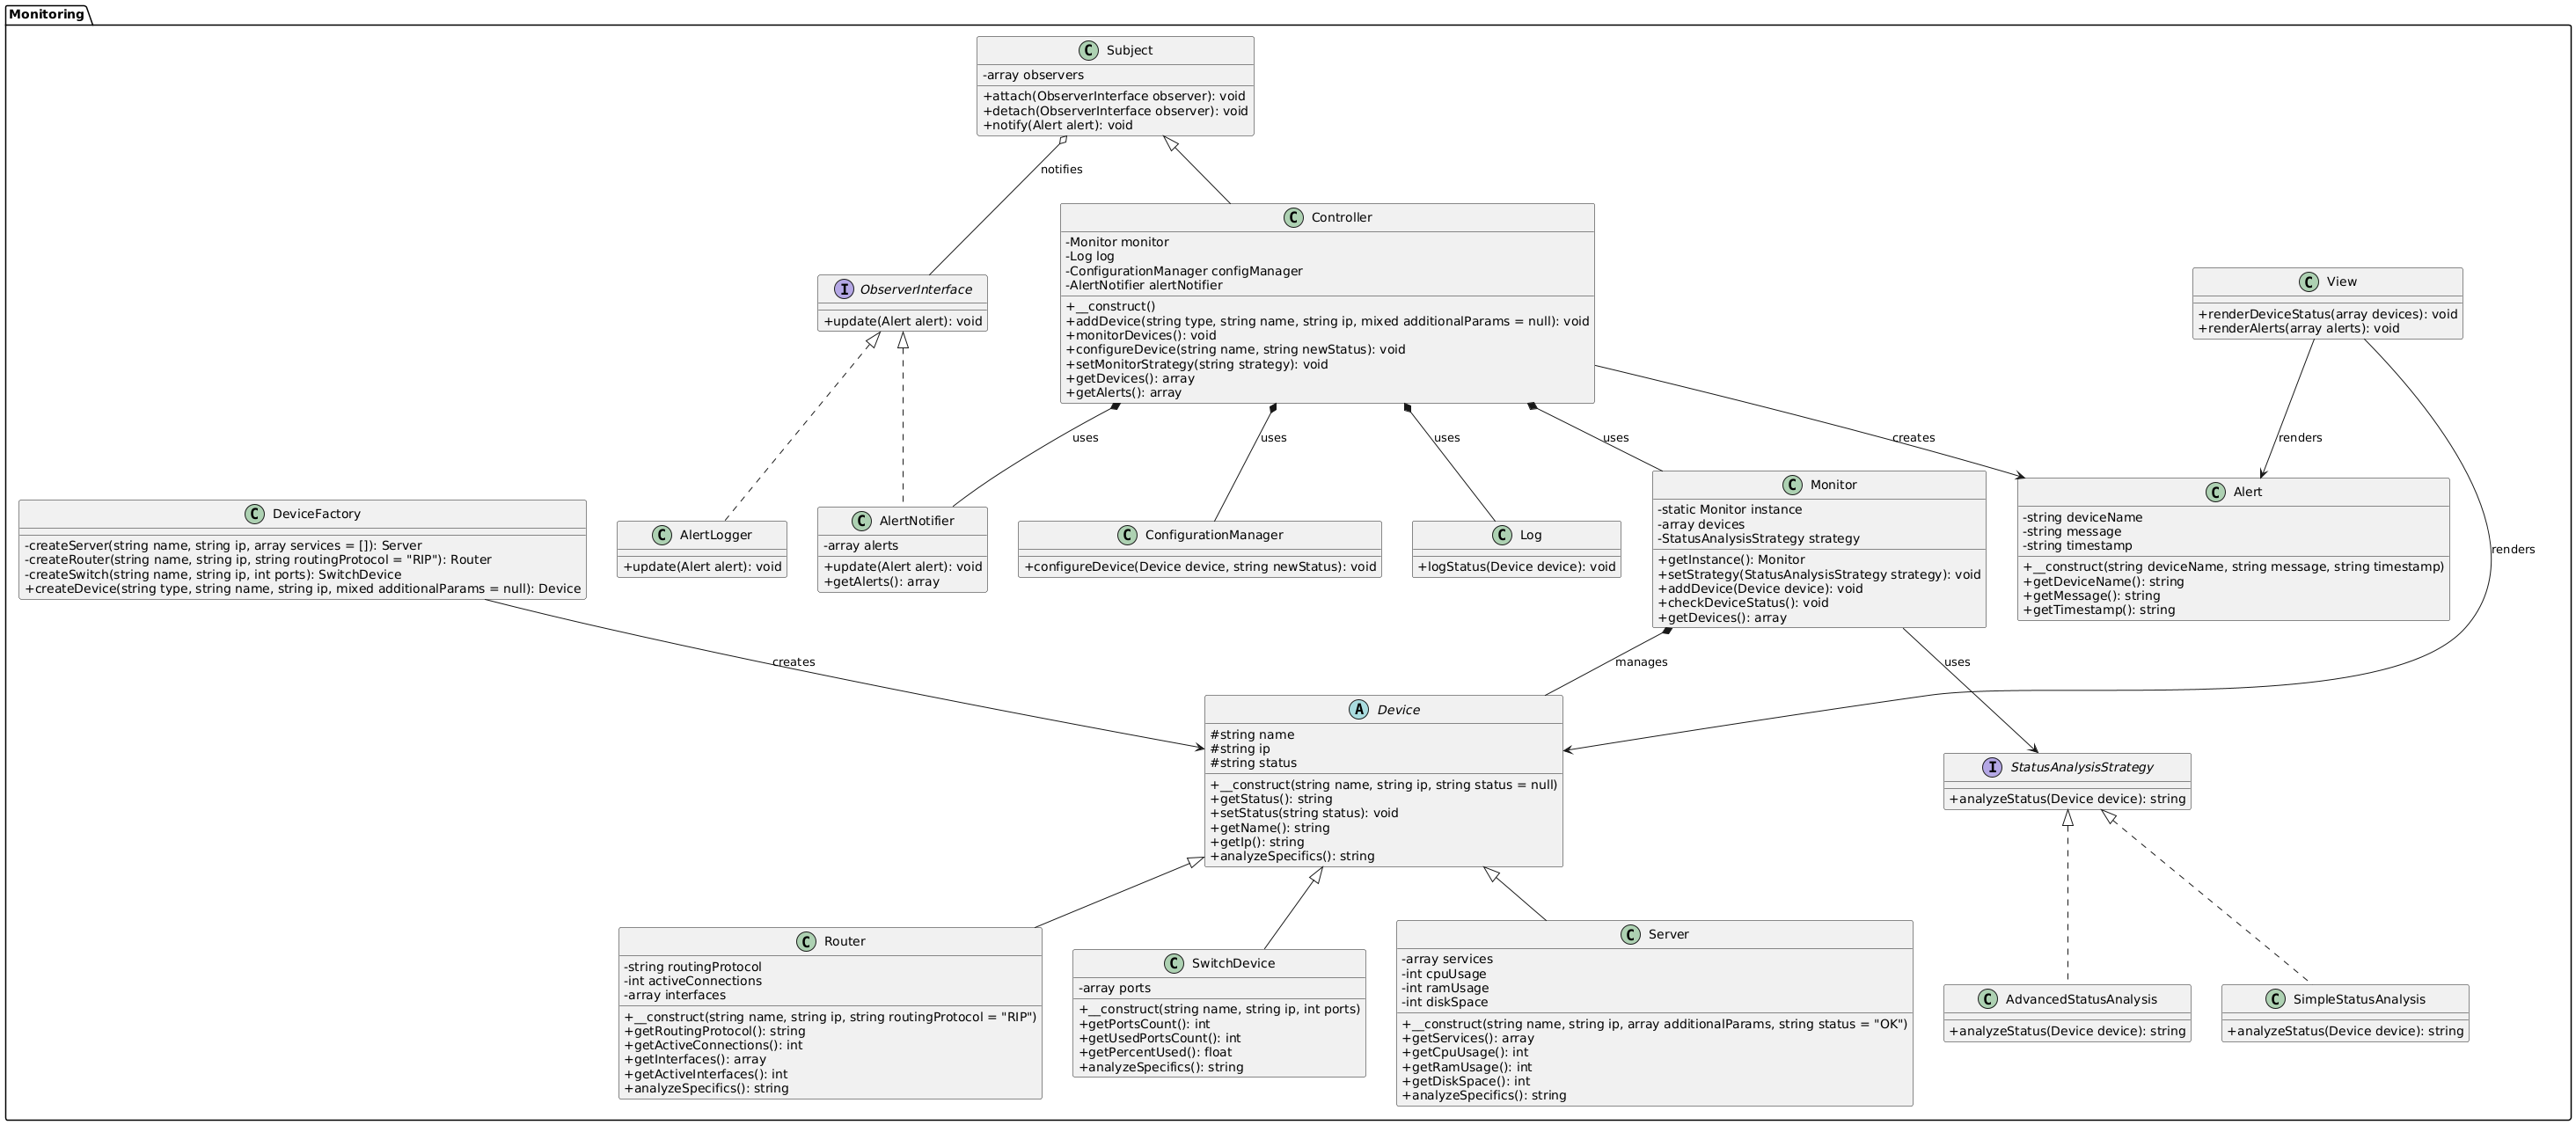 Monitoring
C Subject
-array observers
+attach(ObserverInterface observer): void
+detach(ObserverInterface observer): void
+notify(Alert alert): void
notifies
C Controller
-Monitor monitor
-Log log
-ConfigurationManager configManager
-AlertNotifier alertNotifier
+__construct()
+addDevice(string type, string name, string ip, mixed additionalParams = null): void
+monitorDevices(): void
+configureDevice(string name, string newStatus): void
+setMonitorStrategy(string strategy): void
+getDevices(): array
+getAlerts(): array
I ObserverInterface
+update(Alert alert): void
C View
+renderDeviceStatus(array devices): void
+renderAlerts(array alerts): void
uses
uses
uses
uses
creates
renders
renders
C DeviceFactory
-createServer(string name, string ip, array services = []): Server
-createRouter(string name, string ip, string routingProtocol = "RIP"): Router
-createSwitch(string name, string ip, int ports): SwitchDevice
+createDevice(string type, string name, string ip, mixed additionalParams = null): Device
C AlertLogger
+update(Alert alert): void
C AlertNotifier
-array alerts
+update(Alert alert): void
+getAlerts(): array
C ConfigurationManager
+configureDevice(Device device, string newStatus): void
C Log
+logStatus(Device device): void
C Monitor
-static Monitor instance
-array devices
-StatusAnalysisStrategy strategy
+getInstance(): Monitor
+setStrategy(StatusAnalysisStrategy strategy): void
+addDevice(Device device): void
+checkDeviceStatus(): void
+getDevices(): array
C Alert
-string deviceName
-string message
-string timestamp
+__construct(string deviceName, string message, string timestamp)
+getDeviceName(): string
+getMessage(): string
+getTimestamp(): string
creates
manages
uses
A Device
#string name
#string ip
#string status
+__construct(string name, string ip, string status = null)
+getStatus(): string
+setStatus(string status): void
+getName(): string
+getIp(): string
+analyzeSpecifics(): string
I StatusAnalysisStrategy
+analyzeStatus(Device device): string
C Router
-string routingProtocol
-int activeConnections
-array interfaces
+__construct(string name, string ip, string routingProtocol = "RIP")
+getRoutingProtocol(): string
+getActiveConnections(): int
+getInterfaces(): array
+getActiveInterfaces(): int
+analyzeSpecifics(): string
C SwitchDevice
-array ports
+__construct(string name, string ip, int ports)
+getPortsCount(): int
+getUsedPortsCount(): int
+getPercentUsed(): float
+analyzeSpecifics(): string
C Server
-array services
-int cpuUsage
-int ramUsage
-int diskSpace
+__construct(string name, string ip, array additionalParams, string status = "OK")
+getServices(): array
+getCpuUsage(): int
+getRamUsage(): int
+getDiskSpace(): int
+analyzeSpecifics(): string
C AdvancedStatusAnalysis
+analyzeStatus(Device device): string
C SimpleStatusAnalysis
+analyzeStatus(Device device): string